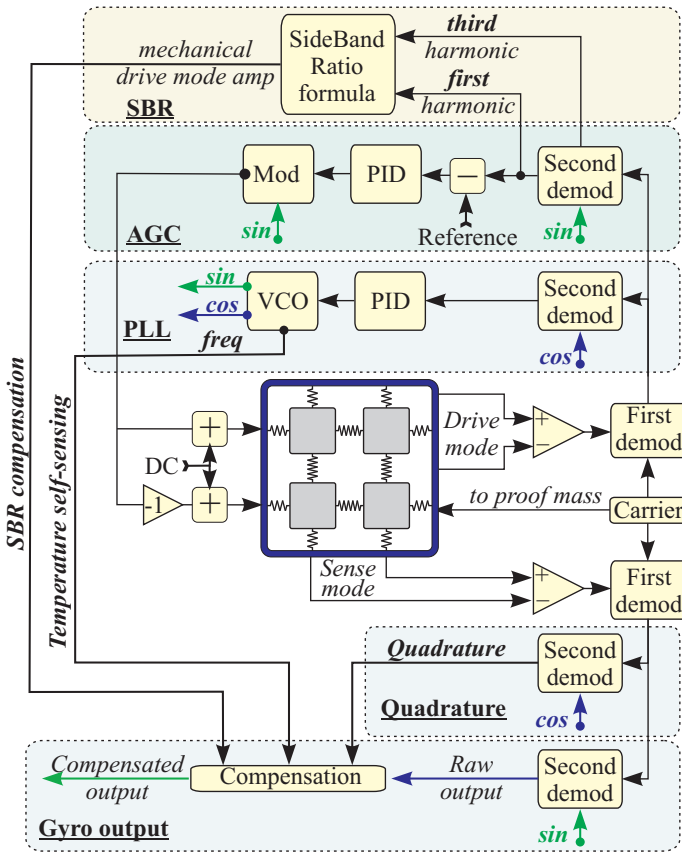 mechanical
drive mode amp
SideBand
Ratio
formula
third
harmonic
first
harmonic
SBR
Mod
PID
−
Second
demod
sin
Reference
sin
AGC
sin
cos
VCO
PID
Second
demod
PLL
freq
cos
SBR compensation
Temperature self-sensing
+
DC
-1
+
Drive
mode
+
−
First
demod
to proof mass
Carrier
Sense
mode
+
−
First
demod
Quadrature
Second
demod
Quadrature
cos
Compensated
output
Compensation
Raw
output
Second
demod
Gyro output
sin